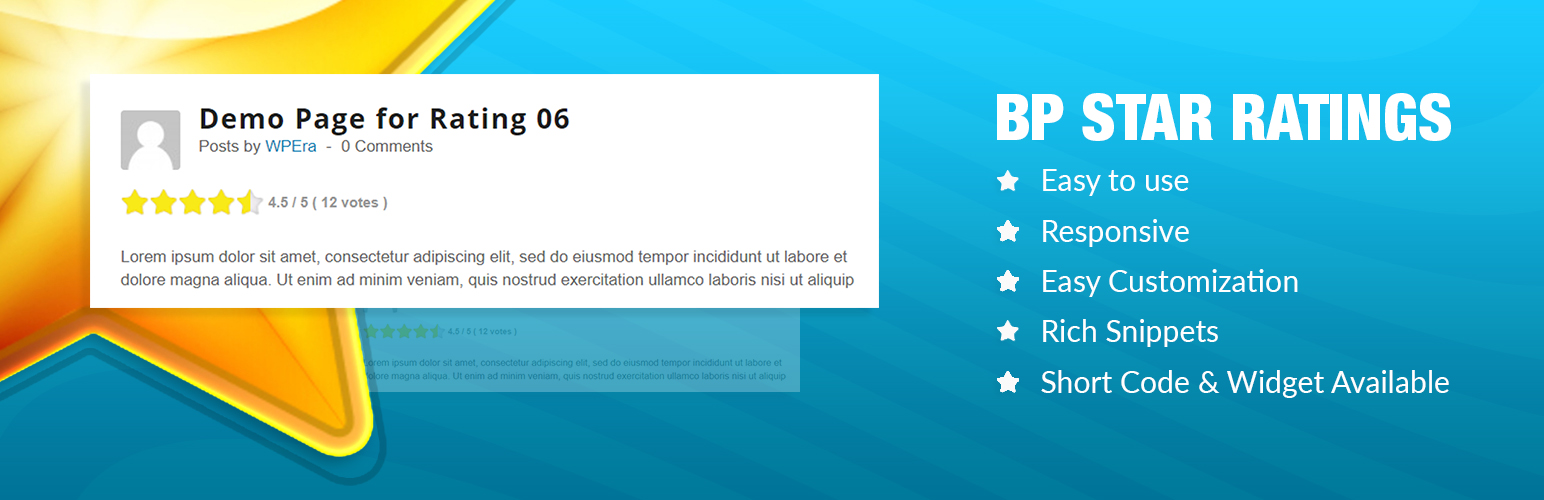 Demo Page for Rating 06
Posts by WPEra - 0 Comments
4.5 / 5 ( 12 votes )
Lorem ipsum dolor sit amet, consectetur adipiscing elit, sed do eiusmod tempor incididunt ut labore et
dolore magna aliqua. Ut enim ad minim veniam, quis nostrud exercitation ullamco laboris nisi ut aliquip
4.5 / 5 ( 12 votes )
Lorem ipsum dolor sit amet, consectetur adipiscing elit, sed do eiusmod tempor incididunt ut labore et
dolore magna aliqua. Ut enim ad minim veniam, quis nostrud exercitation ullamco laboris nisi ut aliquip
BP STAR RATINGS
Easy to use
Responsive
Easy Customization
Rich Snippets
Short Code & Widget Available